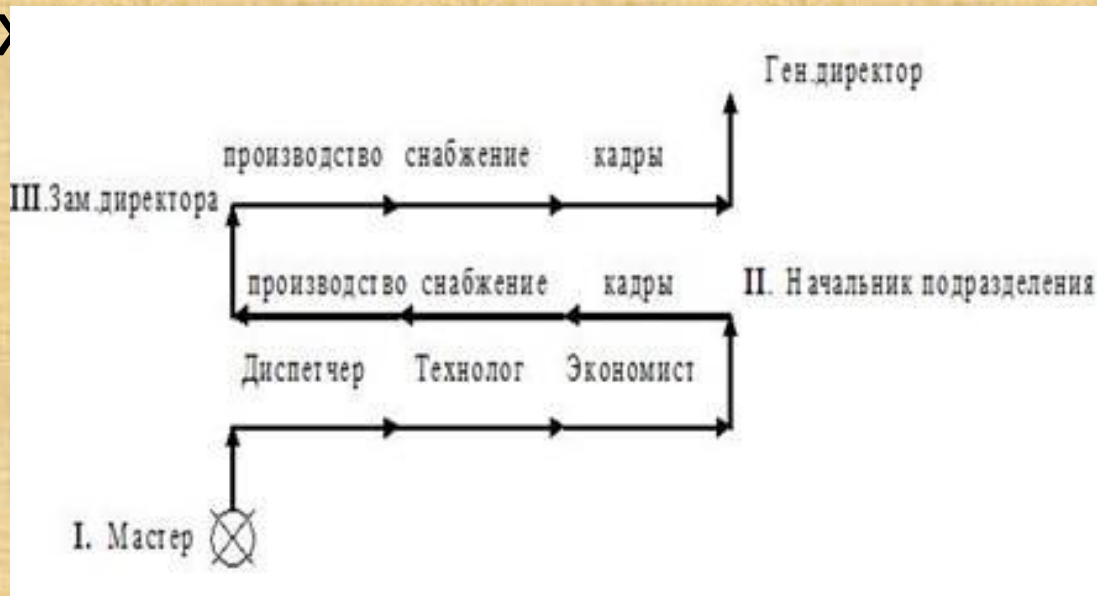 Ген.директор
производство снабжение кадры
III.Зам.директора
производство снабжение кадры
II. Начальник подразделения
Диспетчер Технолог Экономист
I. Мастер